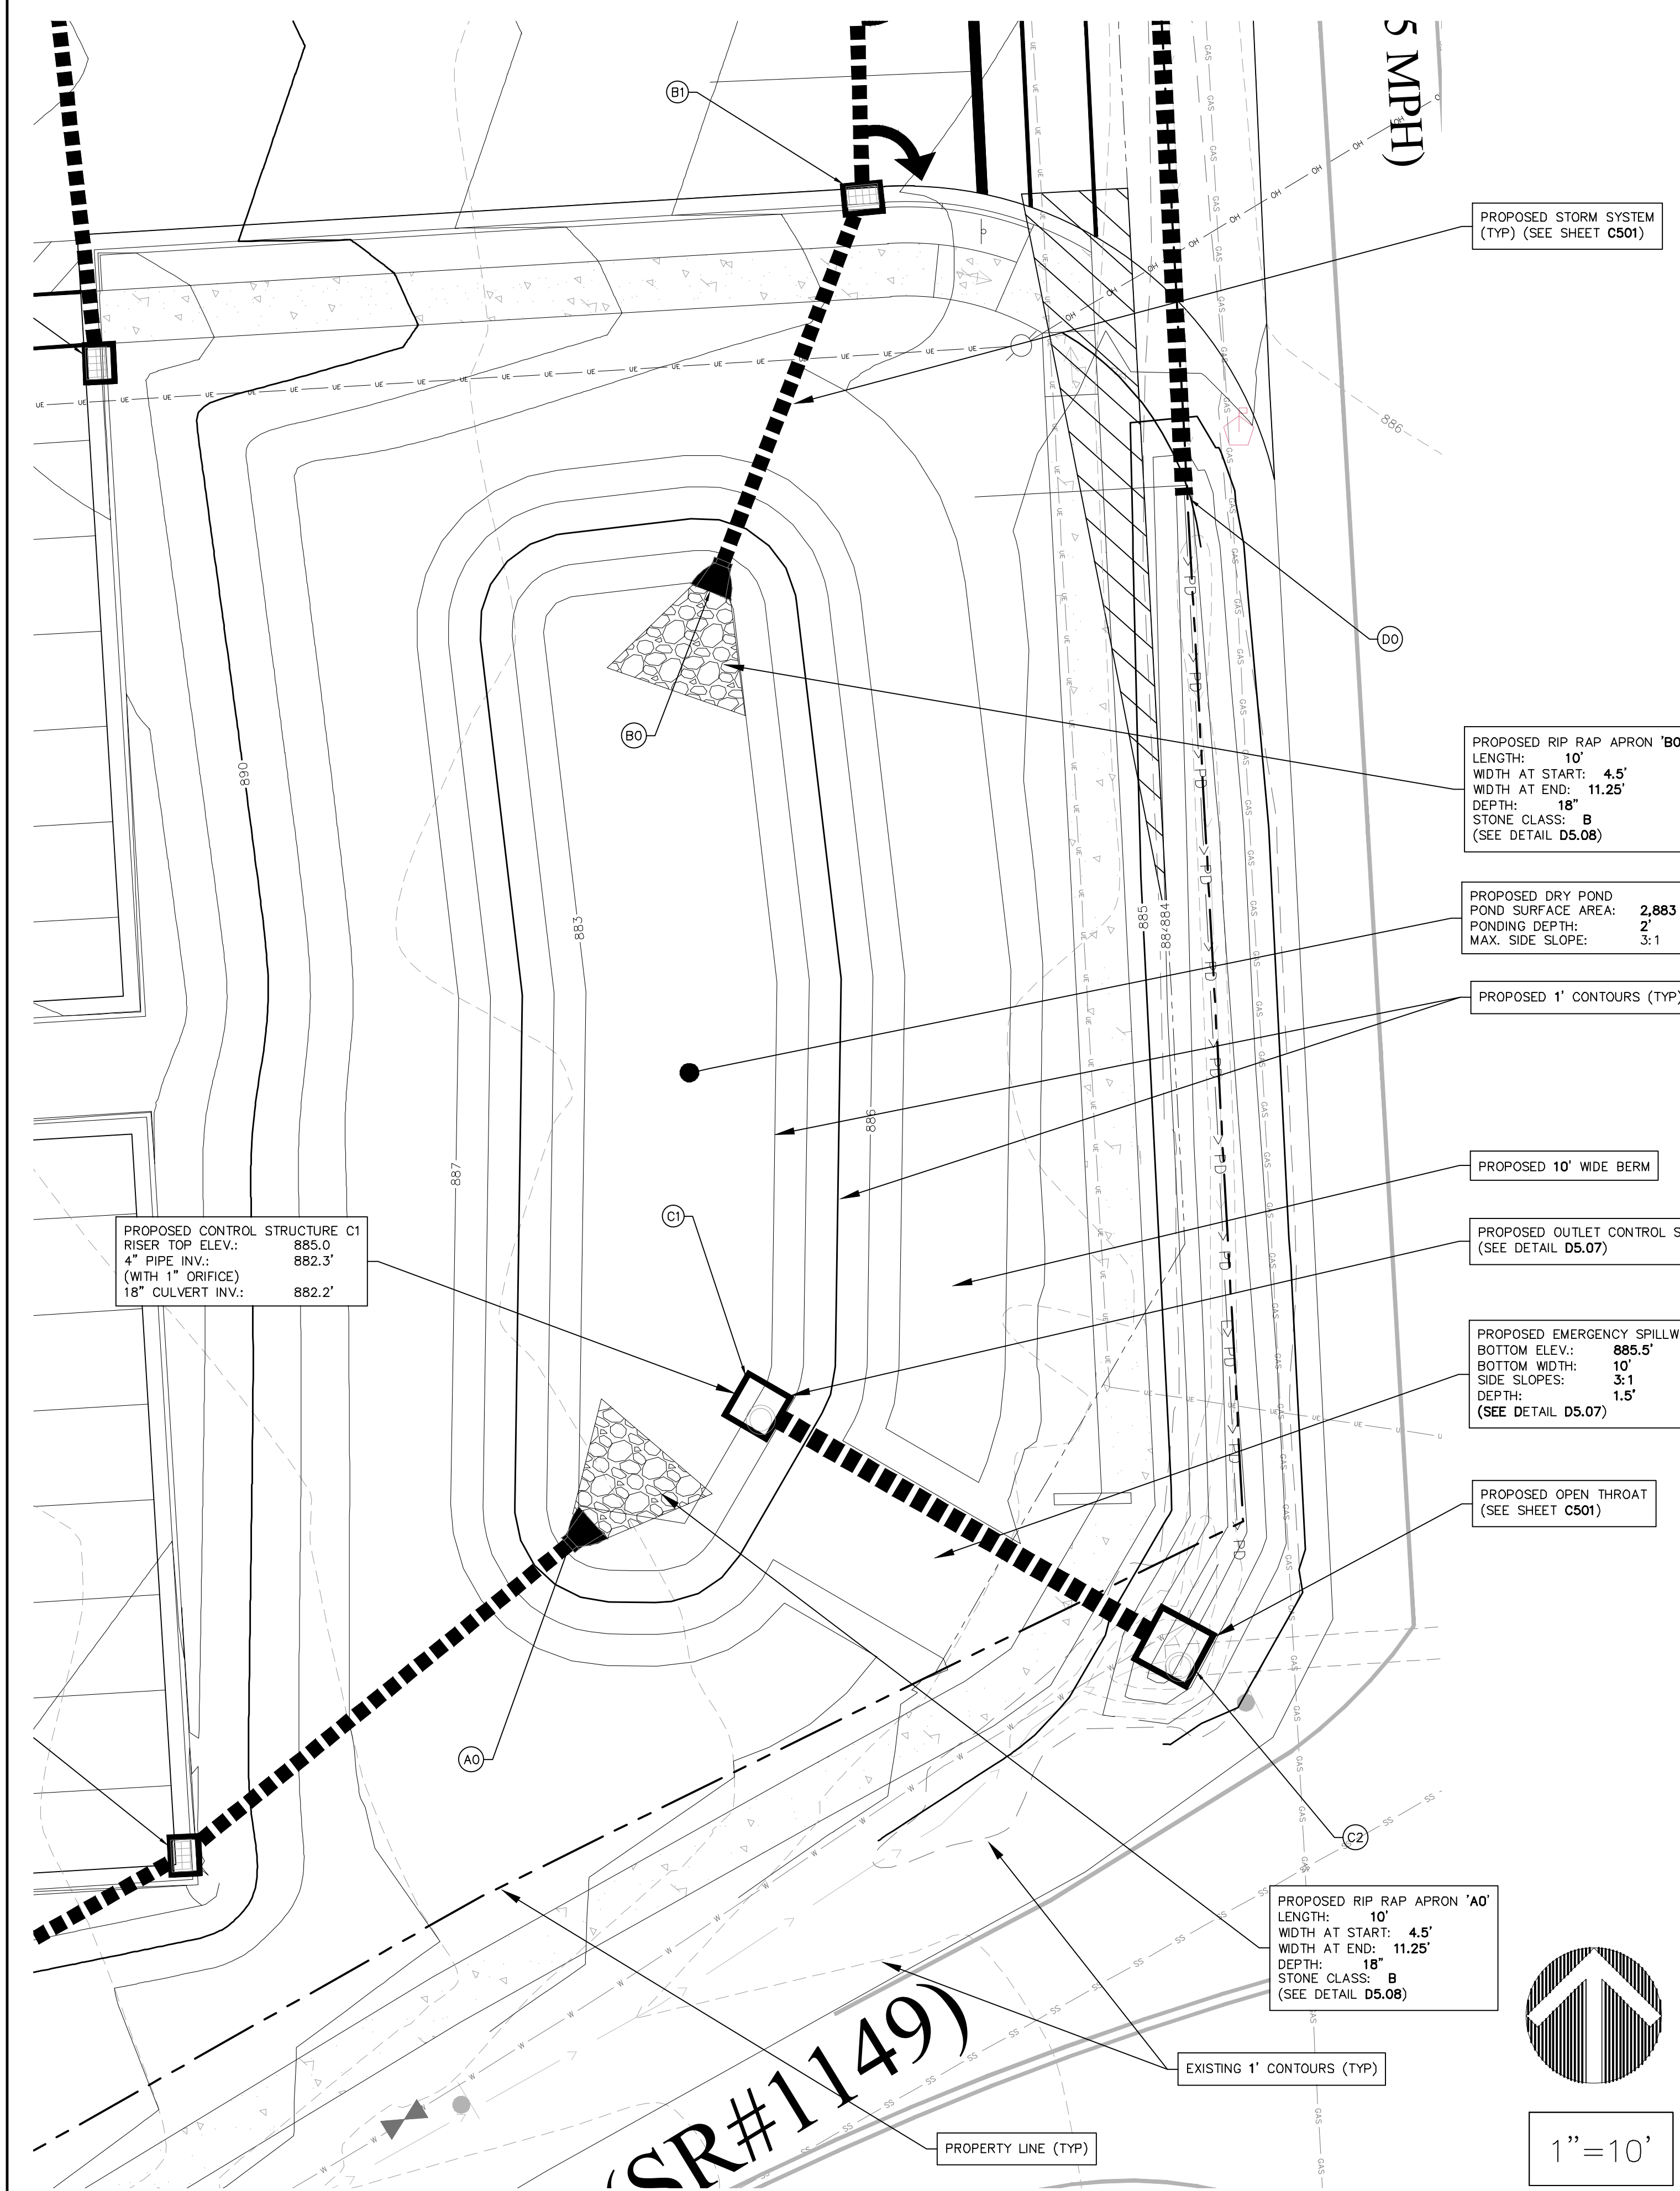 5 MPH)
B1
PROPOSED STORM SYSTEM
(TYP) (SEE SHEET C501)
886
D0
B0
PROPOSED RIP RAP APRON 'B0
LENGTH: 10'
WIDTH AT START: 4.5'
WIDTH AT END: 11.25'
DEPTH: 18"
STONE CLASS: B
(SEE DETAIL D5.08)
890
883
885
884
PROPOSED DRY POND
POND SURFACE AREA: 2,883
PONDING DEPTH: 2'
MAX. SIDE SLOPE: 3:1
PROPOSED 1' CONTOURS (TYP)
886
887
PROPOSED 10' WIDE BERM
C1
PROPOSED CONTROL STRUCTURE C1
RISER TOP ELEV.: 885.0
4" PIPE INV.: 882.3'
(WITH 1" ORIFICE)
18" CULVERT INV.: 882.2'
PROPOSED OUTLET CONTROL S
(SEE DETAIL D5.07)
PROPOSED EMERGENCY SPILLW
BOTTOM ELEV.: 885.5'
BOTTOM WIDTH: 10'
SIDE SLOPES: 3:1
DEPTH: 1.5'
(SEE DETAIL D5.07)
PROPOSED OPEN THROAT
(SEE SHEET C501)
A0
C2
PROPOSED RIP RAP APRON 'A0'
LENGTH: 10'
WIDTH AT START: 4.5'
WIDTH AT END: 11.25'
DEPTH: 18"
STONE CLASS: B
(SEE DETAIL D5.08)
EXISTING 1' CONTOURS (TYP)
(SR#1149)
PROPERTY LINE (TYP)
1"=10'
UE
OH
GAS
PD
W
SS